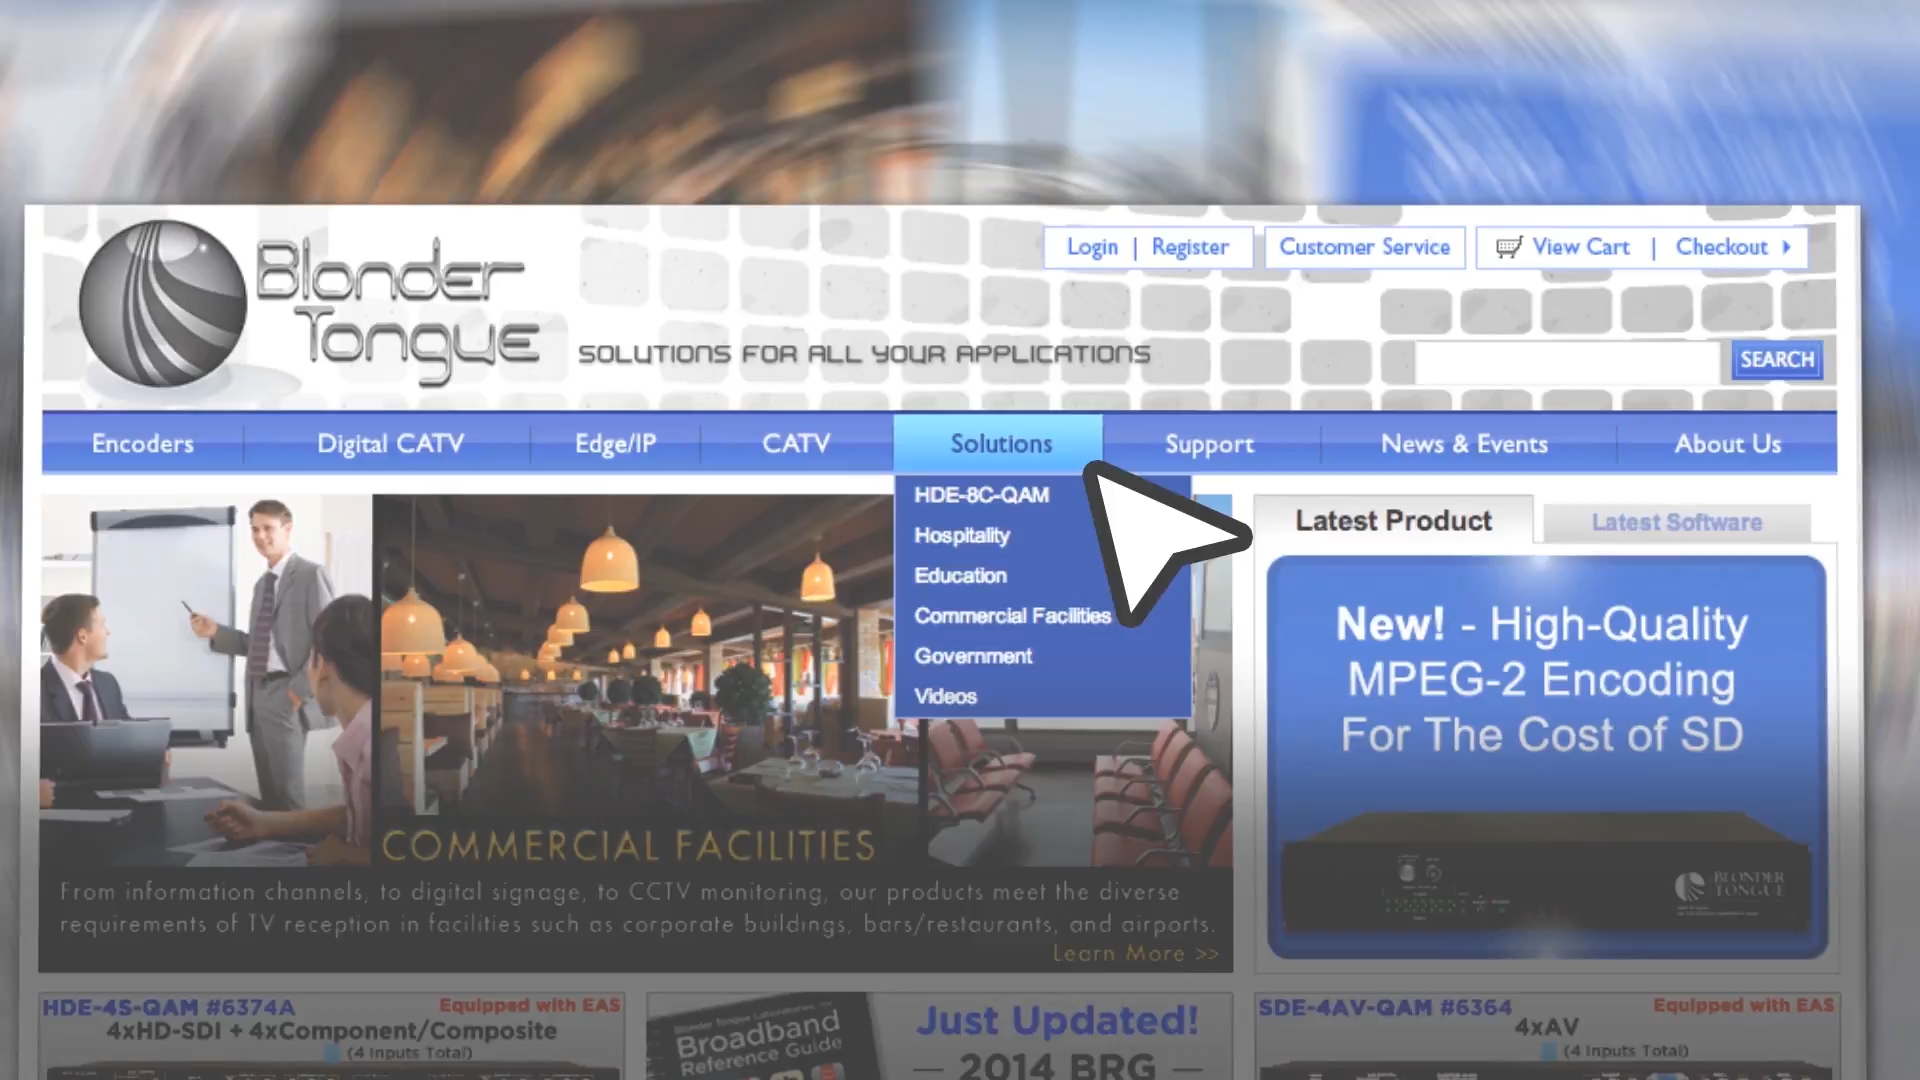 Blonder
Tongue
SOLUTIONS FOR ALL YOUR APPLICATIONS
Login | Register
Customer Service
View Cart | Checkout
SEARCH
Encoders
Digital CATV
Edge/IP
CATV
Solutions
Support
News & Events
About Us
HDE-8C-QAM
Hospitality
Education
Commercial Facilities
Government
Videos
COMMERCIAL FACILITIES
From information channels, to digital signage, to CCTV monitoring, our products meet the diverse
requirements of TV reception in facilities such as corporate buildings, bars/restaurants, and airports.
Learn More >>
Latest Product
Latest Software
New! - High-Quality
MPEG-2 Encoding
For The Cost of SD
BLONDER
TONGUE
HDE-4S-QAM #6374A
Equipped with EAS
4xHD-SDI + 4xComponent/Composite
(4 Inputs Total)
Broadband
Reference Guide
Just Updated!
— 2014 BRG —
SDE-4AV-QAM #6364
Equipped with EAS
4xAV
(4 Inputs Total)